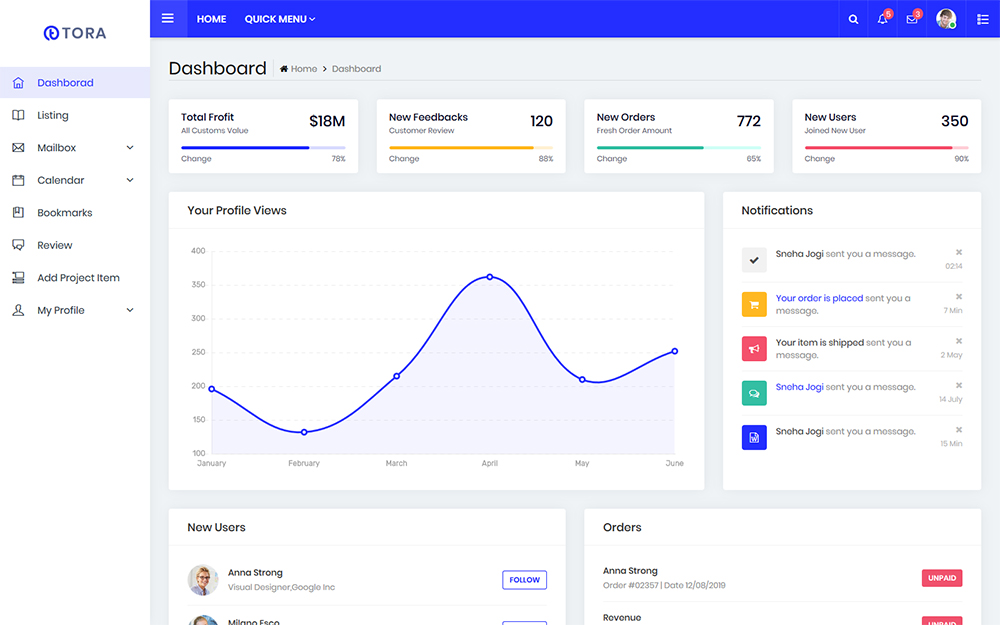 TORA
HOME
QUICK MENU
5
3
Dashborad
Listing
Mailbox
Calendar
Bookmarks
Review
Add Project Item
My Profile
Dashboard
Home > Dashboard
Total Frofit
$18M
All Customs Value
Change
78%
New Feedbacks
120
Customer Review
Change
88%
New Orders
772
Fresh Order Amount
Change
65%
New Users
350
Joined New User
Change
90%
Your Profile Views
400
350
300
250
200
150
100
January
February
March
April
May
June
Notifications
Sneha Jogi sent you a message.
02:14
Your order is placed sent you a
message.
7 Min
Your item is shipped sent you a
message.
2 May
Sneha Jogi sent you a message.
14 July
Sneha Jogi sent you a message.
15 Min
New Users
Anna Strong
Visual Designer,Google Inc
FOLLOW
Milano Esco
Orders
Anna Strong
Order #02357 | Date 12/08/2019
UNPAID
Revenue
UNPAID